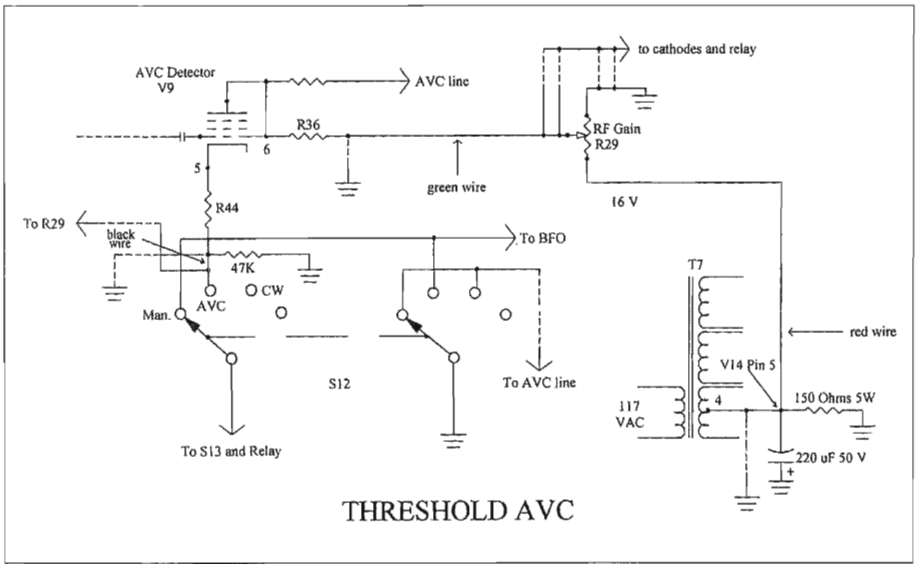 to cathodes and relay
AVC Detector
V9
AVC line
R36
RF Gain
R29
6
5
green wire
16 V
R44
To R29
black
wire
To BFO
47K
T7
AVC
CW
Man.
red wire
V14 Pin 5
S12
To AVC line
117
VAC
4
150 Ohms 5W
To S13 and Relay
220 uF 50 V
+
THRESHOLD AVC